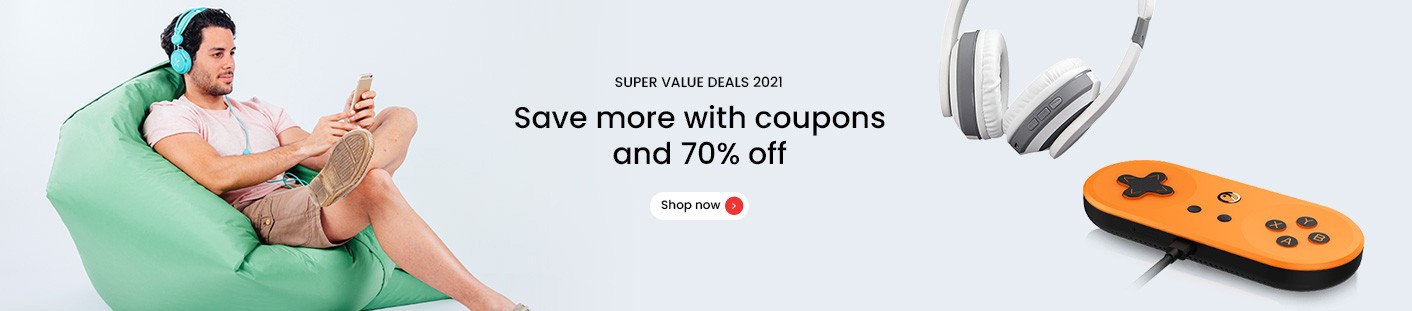 SUPER VALUE DEALS 2021
Save more with coupons
and 70% off
Shop now
X Y
A B